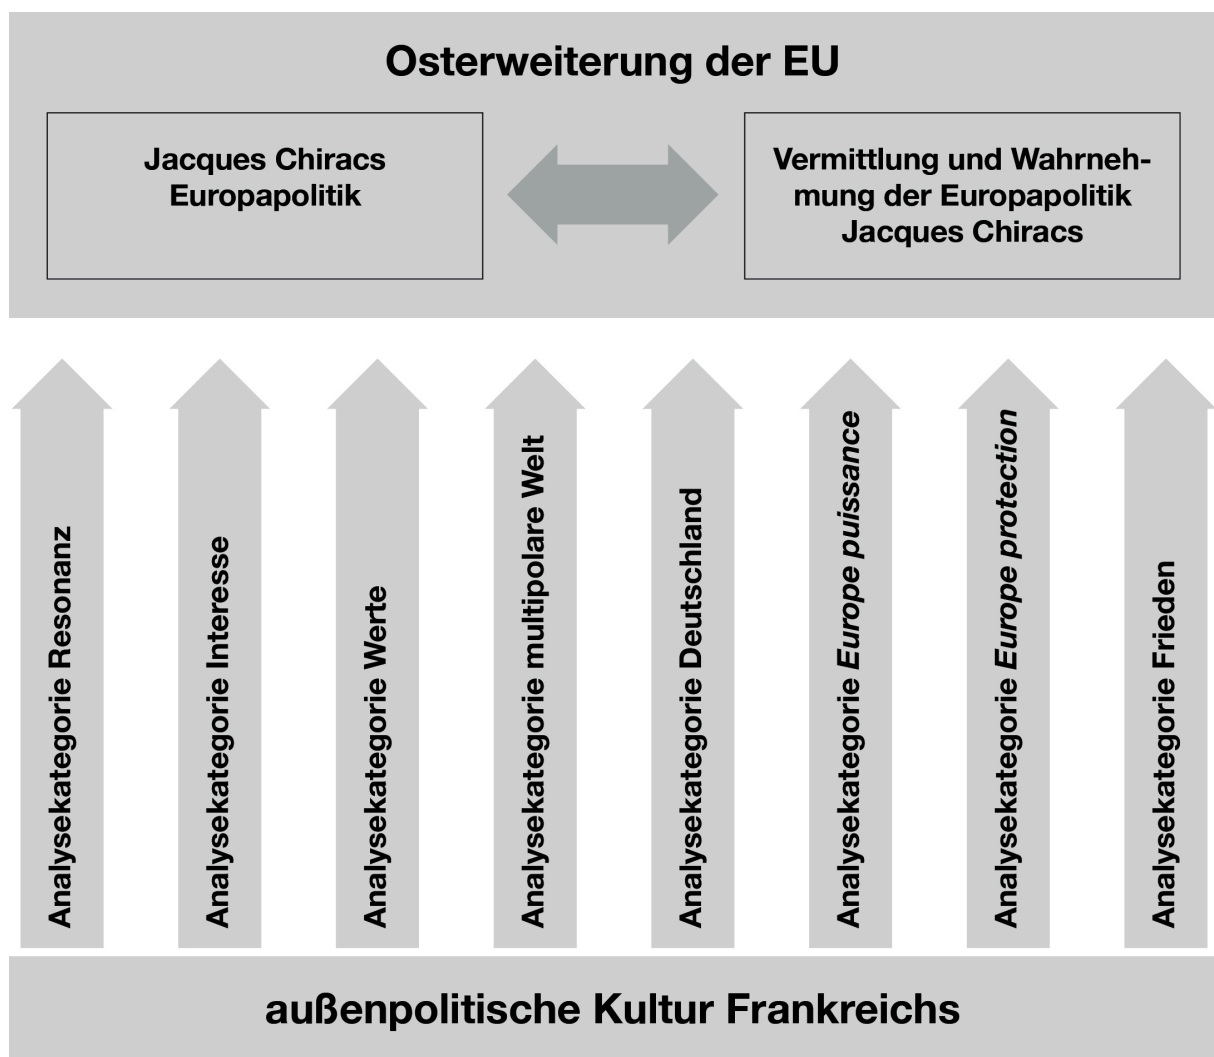 Osterweiterung der EU
Jacques Chiracs
Europapolitik
Vermittlung und Wahrneh-
mung der Europapolitik
Jacques Chiracs
Analysekategorie Resonanz
Analysekategorie Interesse
Analysekategorie Werte
Analysekategorie multipolare Welt
Analysekategorie Deutschland
Analysekategorie Europe puissance
Analysekategorie Europe protection
Analysekategorie Frieden
außenpolitische Kultur Frankreichs